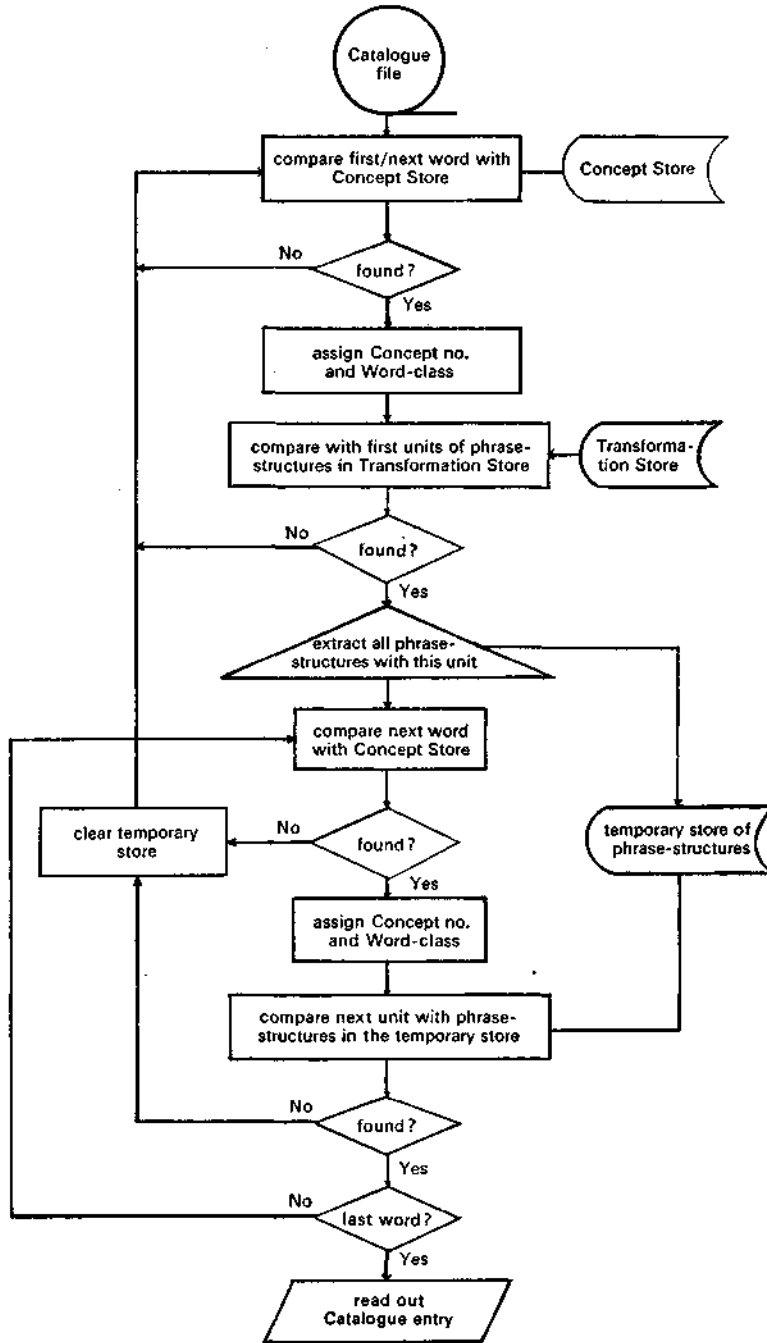 Catalogue
file
compare first/next word with
Concept Store
Concept Store
No
found?
Yes
assign Concept no.
and Word-class
compare with first units of phrase-
structures in Transformation Store
Transforma-
tion Store
No
found?
Yes
extract all phrase-
structures with this unit
compare next word
with Concept Store
clear temporary
store
No
found?
temporary store of
phrase-structures
Yes
assign Concept no.
and Word-class
compare next unit with phrase-
structures in the temporary store
No
found?
Yes
No
last word?
Yes
read out
Catalogue entry